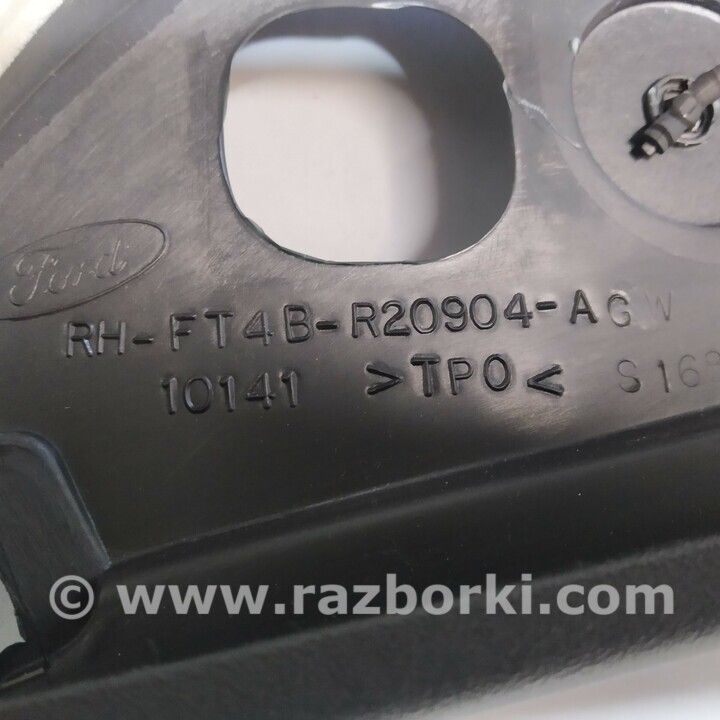 Ford
RH-FT4B-R20904-AGW
10141 >TPO< S16
© www.razborki.com